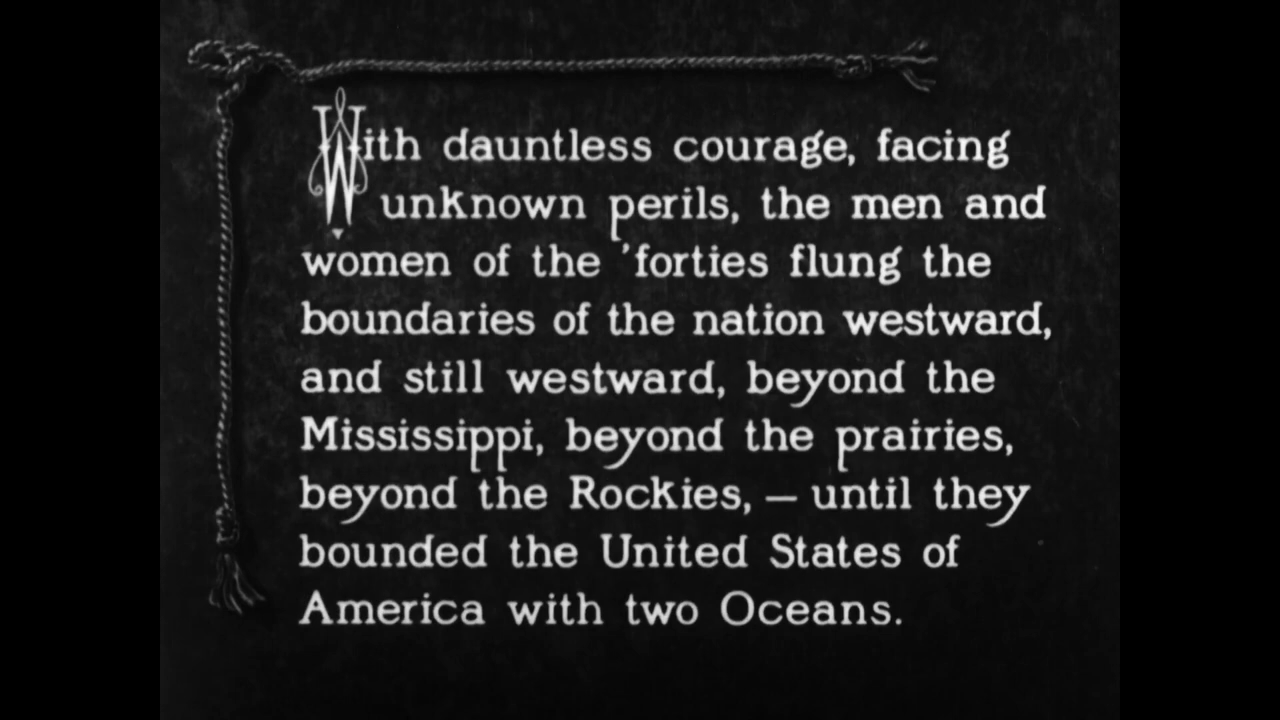 With dauntless courage, facing
unknown perils, the men and
women of the 'forties flung the
boundaries of the nation westward,
and still westward, beyond the
Mississippi, beyond the prairies,
beyond the Rockies, — until they
bounded the United States of
America with two Oceans.